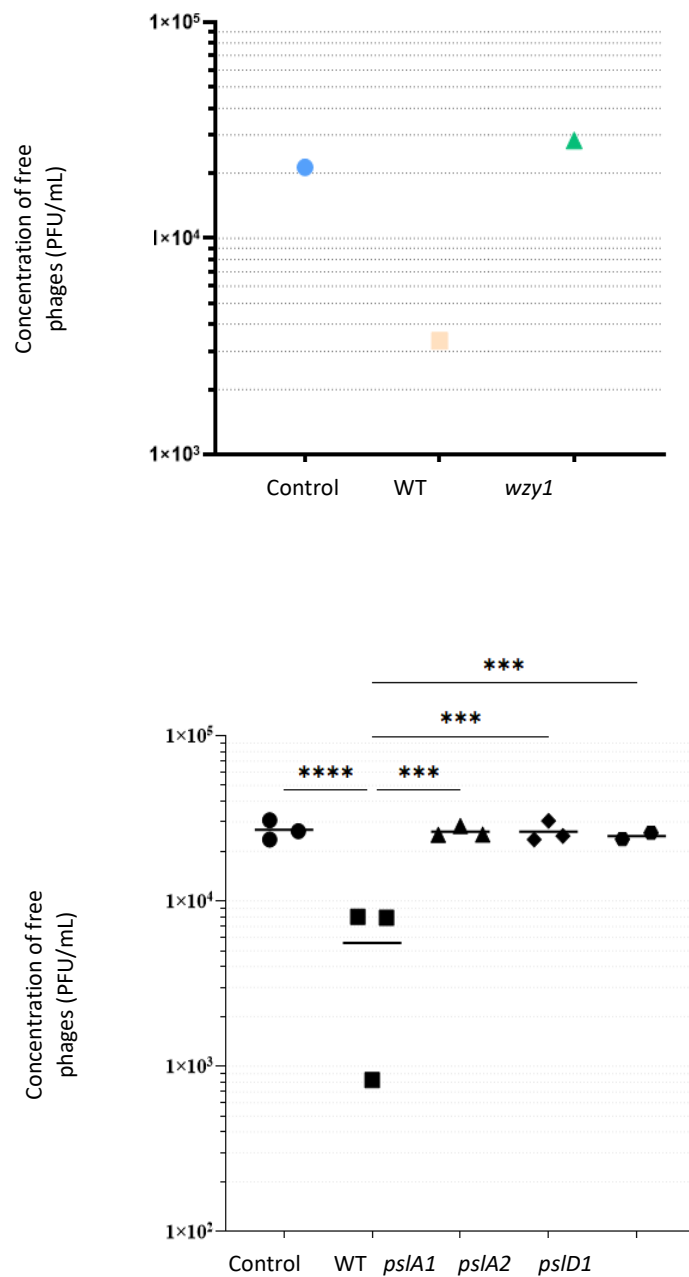 1×10⁵
Concentration of free
phages (PFU/mL)
1×10⁴
1×10³
Control WT wzy1
***
***
1×10⁵
**** ***
1×10⁴
Concentration of free
phages (PFU/mL)
1×10³
1×10²
Control WT pslA1 pslA2 pslD1